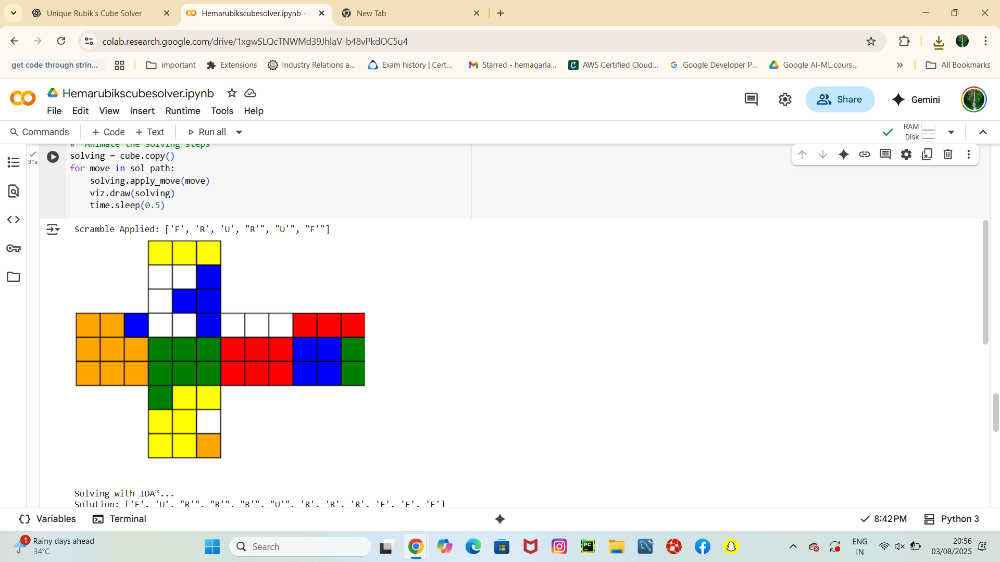 Unique Rubik's Cube Solver
Hemarubikscubesolver.ipynb -
New Tab
colab.research.google.com/drive/1xgwSLQcTNWMd39JhlaV-b48vPkdOC5u4
get code through strin...
important
Extensions
Industry Relations a...
Exam history | Cert...
Starred - hemagarla...
AWS Certified Cloud...
Google Developer P...
Google AI-ML cours...
All Bookmarks
Hemarubikscubesolver.ipynb
File Edit View Insert Runtime Tools Help
Share
Gemini
Commands
+ Code + Text
Run all
RAM
Disk
# Animate the solving steps
31s
solving = cube.copy()
for move in sol_path:
solving.apply_move(move)
viz.draw(solving)
time.sleep(0.5)
Scramble Applied: ['F', 'R', 'U', "R'", "U'", "F'"]
Solving with IDA*...
Solution: ['F', 'U', "R'", "R'", "R'", "U'", 'R', 'R', 'R', 'F', 'F', 'F']
{} Variables
Terminal
8:42 PM
Python 3
1
Rainy days ahead
34°C
Search
PC
ENG
IN
20:56
03/08/2025